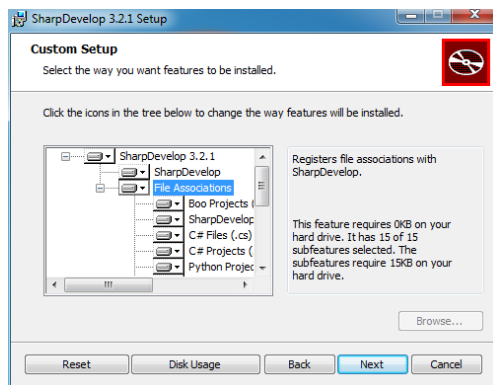 SharpDevelop 3.2.1 Setup
Custom Setup
Select the way you want features to be installed.
Click the icons in the tree below to change the way features will be installed.
SharpDevelop 3.2.1
SharpDevelop
File Associations
Boo Projects (
SharpDevelop
C# Files (.cs)
C# Projects (
Python Projec
Registers file associations with
SharpDevelop.
This feature requires 0KB on your
hard drive. It has 15 of 15
subfeatures selected. The
subfeatures require 15KB on your
hard drive.
Browse...
Reset
Disk Usage
Back
Next
Cancel